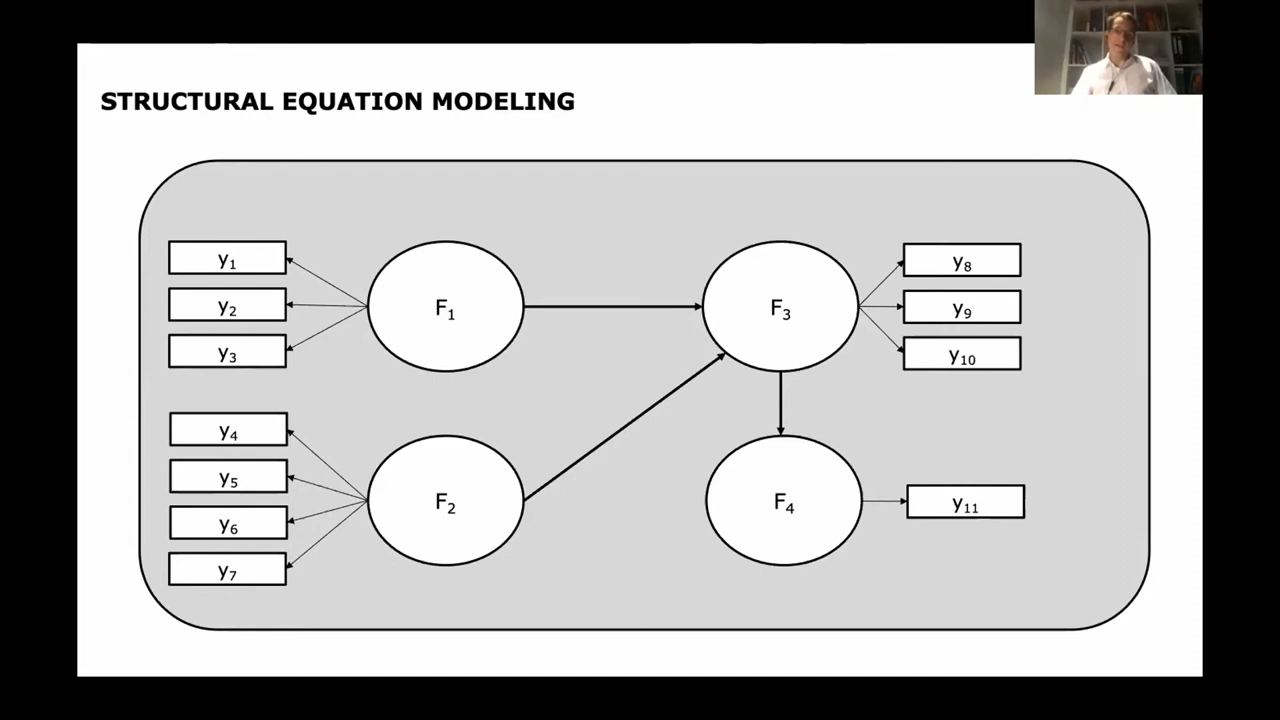 STRUCTURAL EQUATION MODELING
y₁
y₂
y₃
y₄
y₅
y₆
y₇
F₁
F₂
F₃
F₄
y₈
y₉
y₁₀
y₁₁